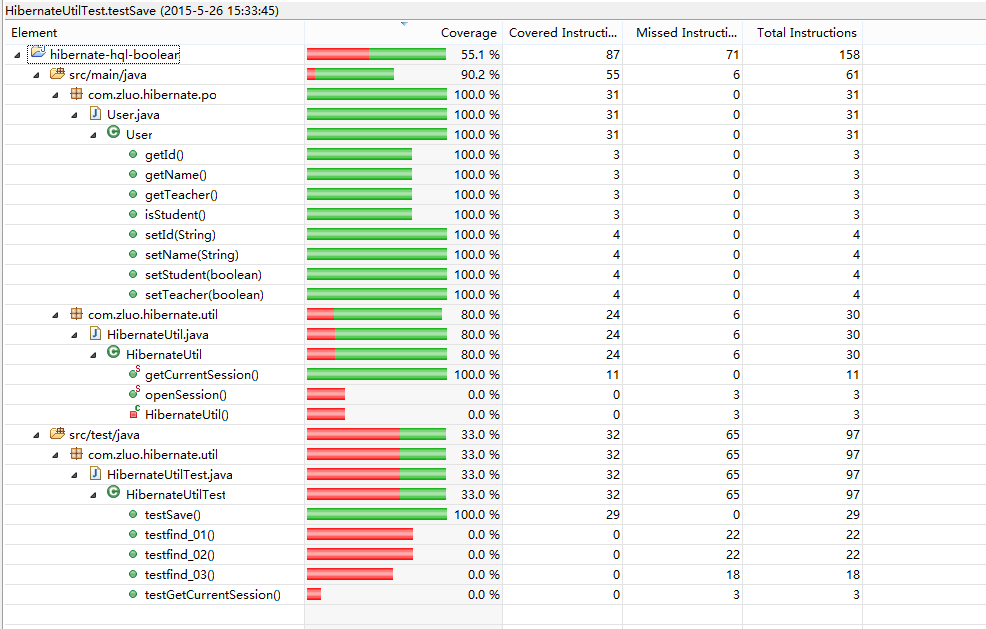 HibernateUtilTest.testSave (2015-5-26 15:33:45)
Element Coverage Covered Instructi... Missed Instructi... Total Instructions
hibernate-hql-boolean 55.1 % 87 71 158
src/main/java 90.2 % 55 6 61
com.zluo.hibernate.po 100.0 % 31 0 31
User.java 100.0 % 31 0 31
User 100.0 % 31 0 31
getId() 100.0 % 3 0 3
getName() 100.0 % 3 0 3
getTeacher() 100.0 % 3 0 3
isStudent() 100.0 % 3 0 3
setId(String) 100.0 % 4 0 4
setName(String) 100.0 % 4 0 4
setStudent(boolean) 100.0 % 4 0 4
setTeacher(boolean) 100.0 % 4 0 4
com.zluo.hibernate.util 80.0 % 24 6 30
HibernateUtil.java 80.0 % 24 6 30
HibernateUtil 80.0 % 24 6 30
getCurrentSession() 100.0 % 11 0 11
openSession() 0.0 % 0 3 3
HibernateUtil() 0.0 % 0 3 3
src/test/java 33.0 % 32 65 97
com.zluo.hibernate.util 33.0 % 32 65 97
HibernateUtilTest.java 33.0 % 32 65 97
HibernateUtilTest 33.0 % 32 65 97
testSave() 100.0 % 29 0 29
testfind_01() 0.0 % 0 22 22
testfind_02() 0.0 % 0 22 22
testfind_03() 0.0 % 0 18 18
testGetCurrentSession() 0.0 % 0 3 3